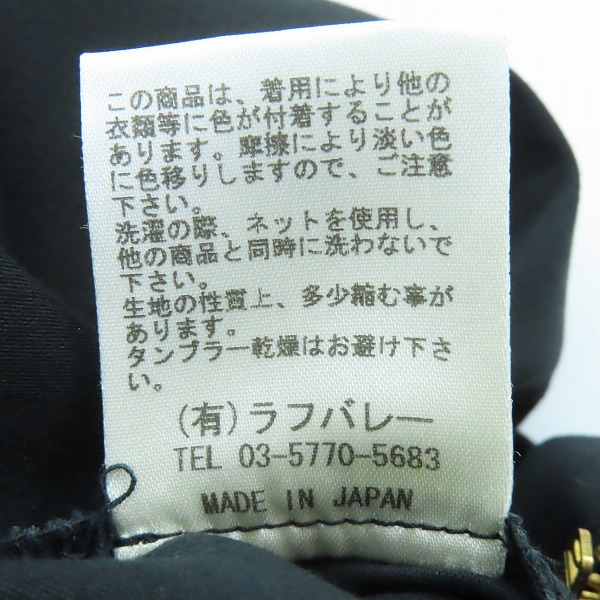 この商品は、着用により他の
衣類等に色が付着することが
あります。摩擦により淡い色
に色移りしますので、ご注意
下さい。
洗濯の際、ネットを使用し、
他の商品と同時に洗わないで
下さい。
生地の性質上、多少縮む事が
あります。
タンブラー乾燥はお避け下さ
い。
(有)ラフバレー
TEL 03-5770-5683
MADE IN JAPAN